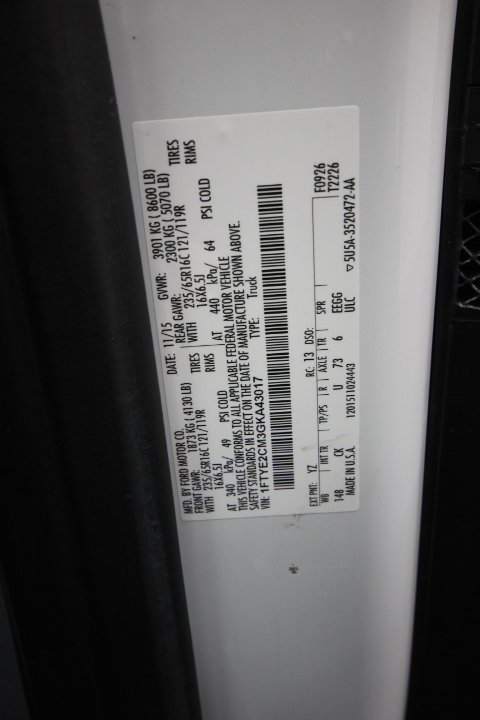 MFD. BY FORD MOTOR CO.
DATE: 11/15 GVWR: 3901 KG ( 8600 LB)
FRONT GAWR: 1873 KG ( 4130 LB) REAR GAWR: 2300 KG ( 5070 LB)
WITH 235/65R16C 121/119R TIRES WITH 235/65R16C 121/119R TIRES
16X6.5J RIMS 16X6.5J RIMS
AT 340 kPa/ 49 PSI COLD AT 440 kPa/ 64 PSI COLD
THIS VEHICLE CONFORMS TO ALL APPLICABLE FEDERAL MOTOR VEHICLE
SAFETY STANDARDS IN EFFECT ON THE DATE OF MANUFACTURE SHOWN ABOVE.
VIN: 1FTYE2CM3GKA43017 TYPE: Truck
F0926
EXT PNT: YZ RC: 13 DSO: T2226
WB INT TR TP/PS R AXLE TR SPR
148 CK U 73 6 FEGG
ULC
MADE IN U.S.A. 1201511024443 ▽5U5A-3520472-AA